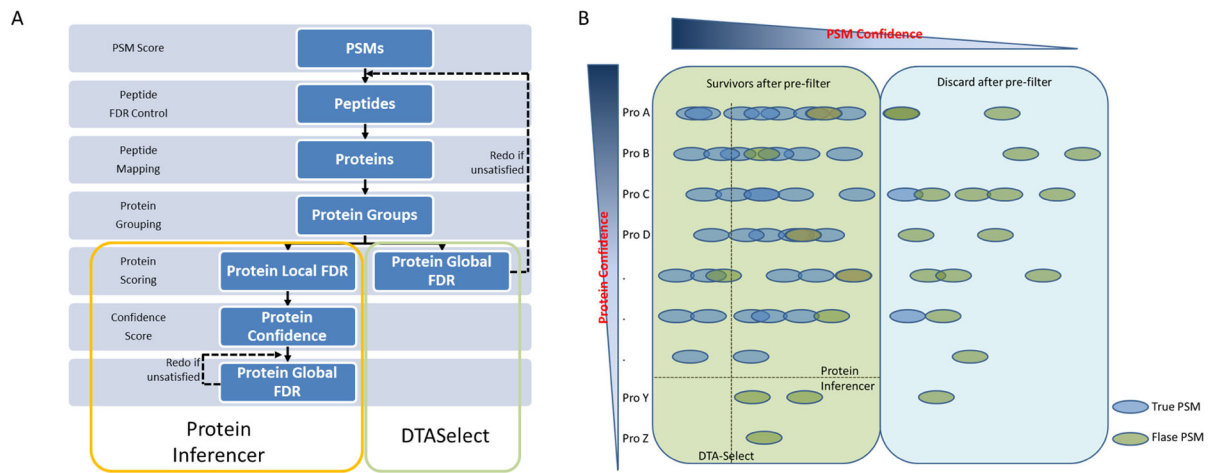 A
PSM Score
PSMs
Peptide
FDR Control
Peptides
Peptide
Mapping
Proteins
Redo if
unsatisfied
Protein
Grouping
Protein Groups
Protein
Scoring
Protein Local FDR
Protein Global
FDR
Confidence
Score
Protein
Confidence
Redo if
unsatisfied
Protein Global
FDR
Protein
Inferencer
DTASelect
B
PSM Confidence
Protein Confidence
Survivors after pre-filter
Discard after pre-filter
Pro A
Pro B
Pro C
Pro D
.
.
.
Protein
Inferencer
Pro Y
Pro Z
DTA-Select
True PSM
Flase PSM